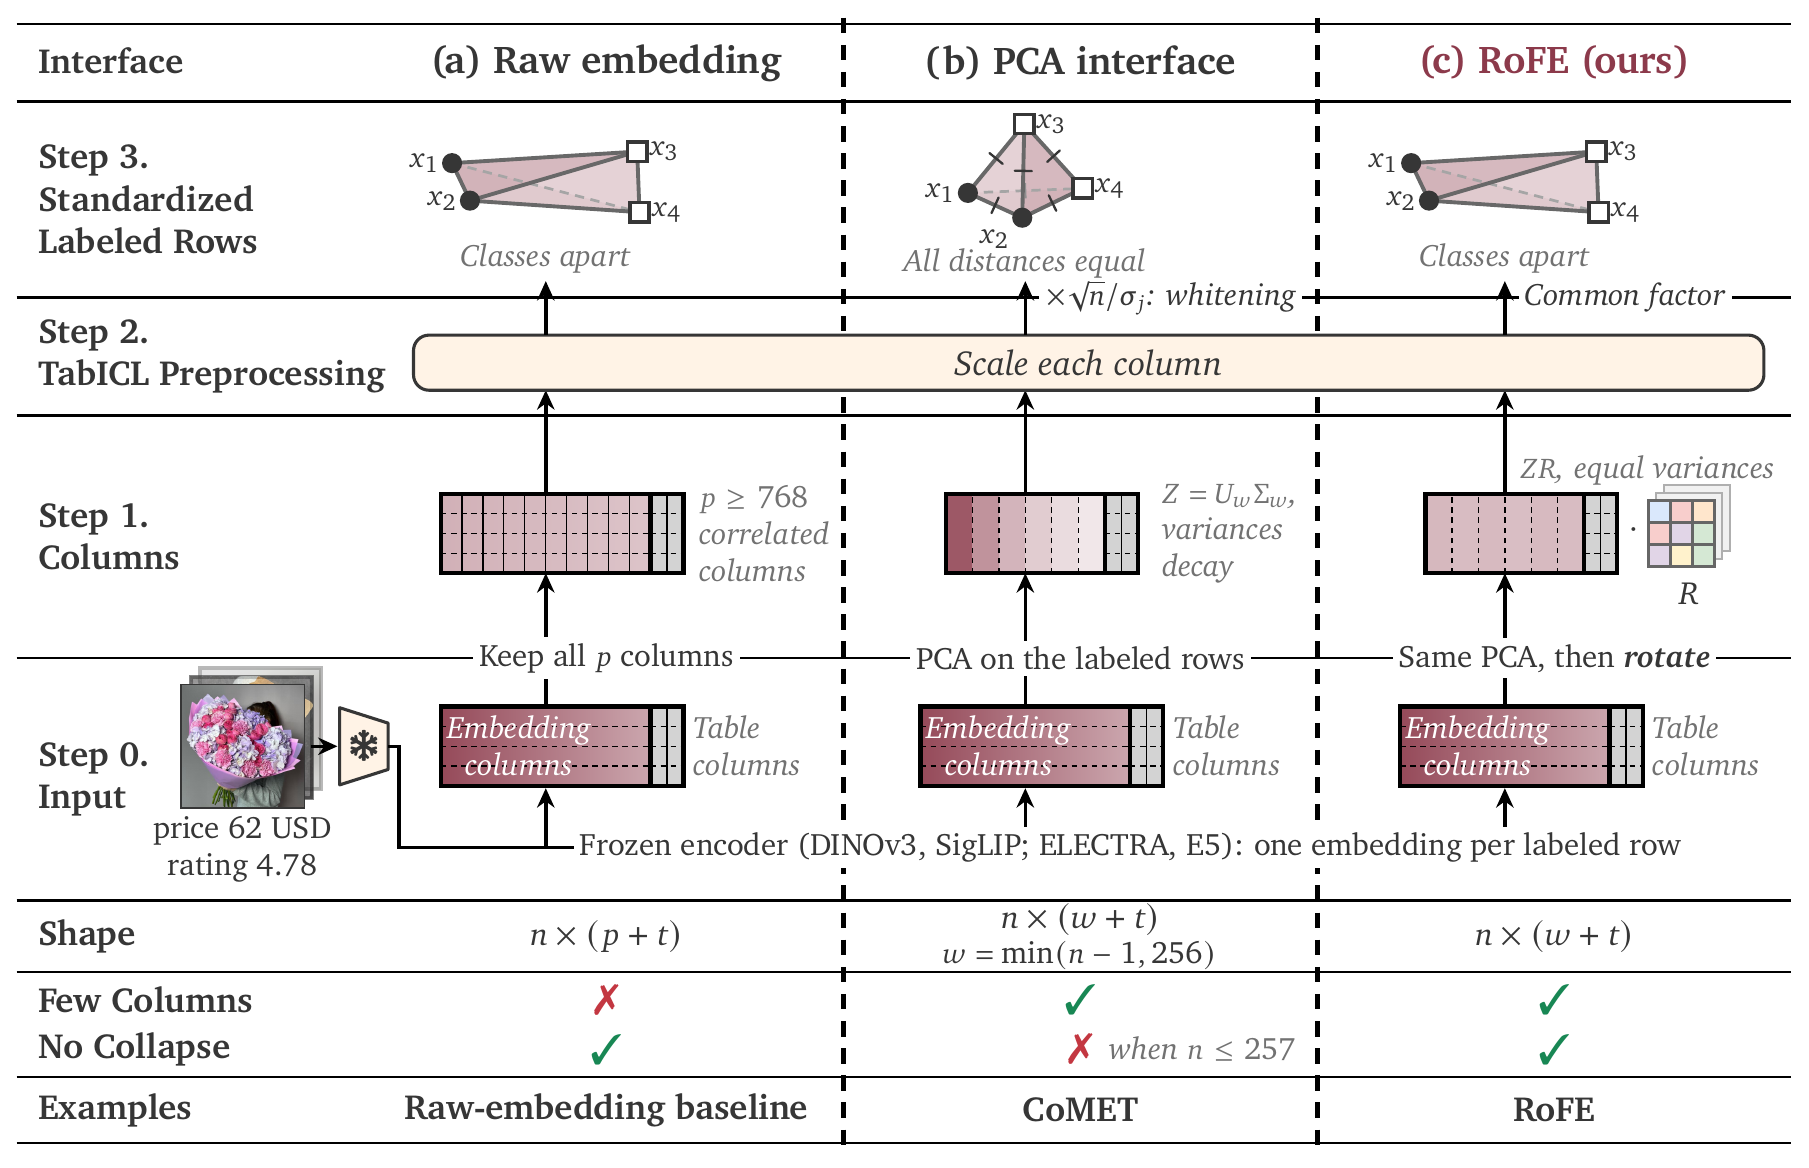 Interface
(a) Raw embedding
(b) PCA interface
(c) RoFE (ours)
Step 3.
Standardized
Labeled Rows
x1
x2
x3
x4
Classes apart
x3
x1
x4
x2
All distances equal
x1
x2
x3
x4
Classes apart
×√n/σj: whitening
Common factor
Step 2.
TabICL Preprocessing
Scale each column
Step 1.
Columns
p ≥ 768
correlated
columns
Z = UwΣw,
variances
decay
ZR, equal variances
·
R
Keep all p columns
PCA on the labeled rows
Same PCA, then rotate
Step 0.
Input
price 62 USD
rating 4.78
Embedding
columns
Table
columns
Embedding
columns
Table
columns
Embedding
columns
Table
columns
Frozen encoder (DINOv3, SigLIP; ELECTRA, E5): one embedding per labeled row
Shape
n × (p + t)
n × (w + t)
w = min(n − 1, 256)
n × (w + t)
Few Columns
✗ ✓ ✓
No Collapse
✓ ✗ when n ≤ 257 ✓
Examples
Raw-embedding baseline
CoMET
RoFE